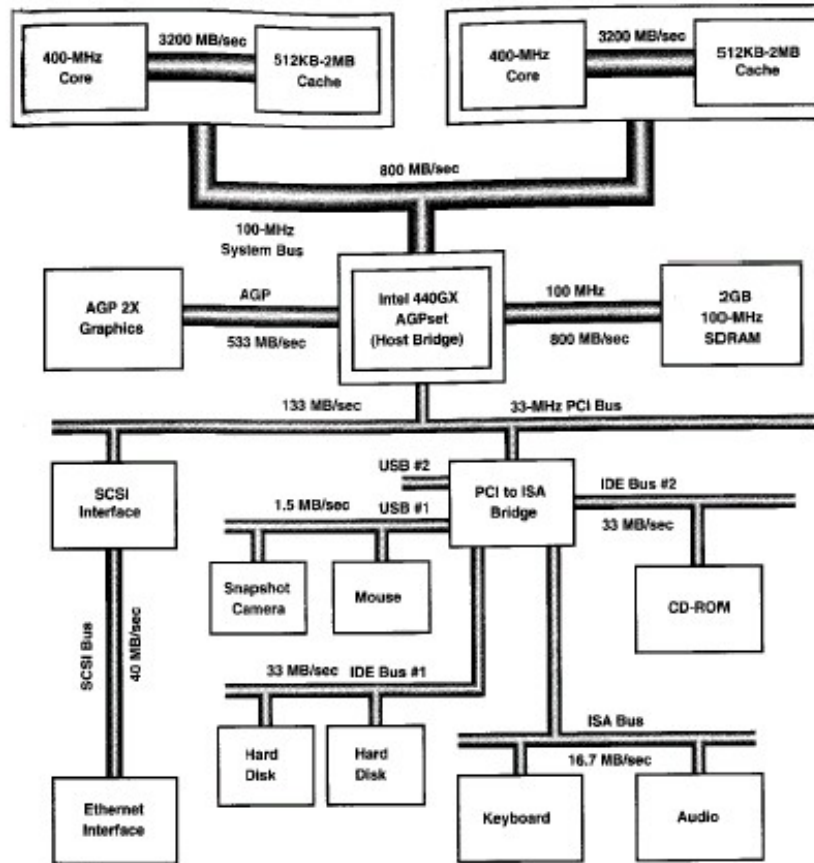 3200 MB/sec
400-MHz
Core
512KB-2MB
Cache
3200 MB/sec
400-MHz
Core
512KB-2MB
Cache
800 MB/sec
100-MHz
System Bus
AGP 2X
Graphics
AGP
533 MB/sec
Intel 440GX
AGPset
(Host Bridge)
100 MHz
800 MB/sec
2GB
100-MHz
SDRAM
133 MB/sec
33-MHz PCI Bus
SCSI
Interface
USB #2
PCI to ISA
Bridge
IDE Bus #2
33 MB/sec
1.5 MB/sec
USB #1
Snapshot
Camera
Mouse
CD-ROM
SCSI Bus
40 MB/sec
33 MB/sec
IDE Bus #1
Hard
Disk
Hard
Disk
ISA Bus
16.7 MB/sec
Ethernet
Interface
Keyboard
Audio